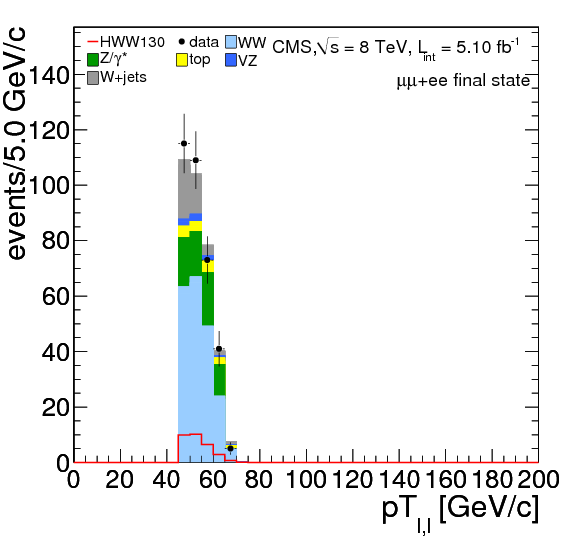 HWW130 data WW CMS,√s = 8 TeV, L_int = 5.10 fb⁻¹
Z/γ* top VZ
W+jets μμ+ee final state
events/5.0 GeV/c
140
120
100
80
60
40
20
0
0 20 40 60 80 100 120 140 160 180 200
pT_l,l [GeV/c]